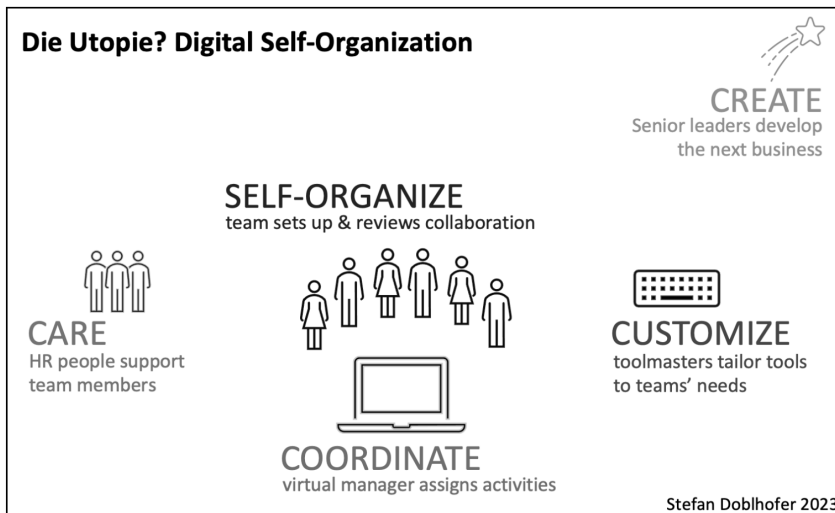 Die Utopie? Digital Self-Organization
CREATE
Senior leaders develop
the next business
SELF-ORGANIZE
team sets up & reviews collaboration
CARE
HR people support
team members
CUSTOMIZE
toolmasters tailor tools
to teams’ needs
COORDINATE
virtual manager assigns activities
Stefan Doblhofer 2023